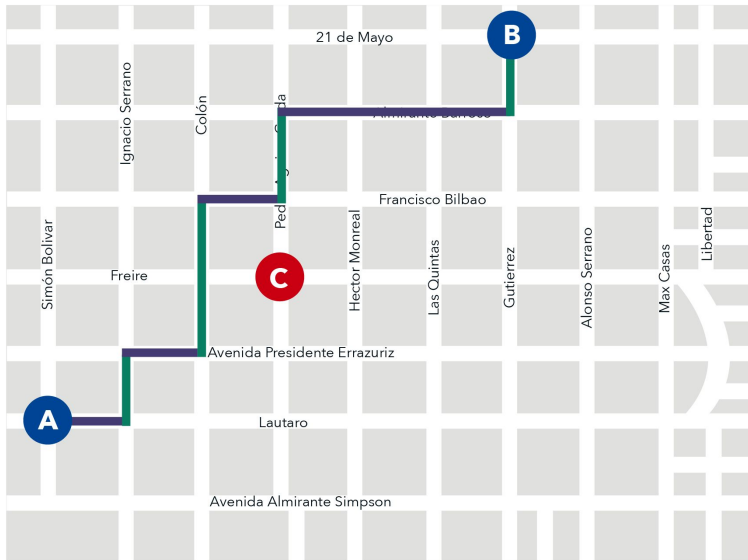 21 de Mayo
B
Ignacio Serrano
Colón
Francisco Bilbao
Simón Bolivar
Freire
C
Hector Monreal
Las Quintas
Gutierrez
Alonso Serrano
Max Casas
Libertad
Avenida Presidente Errazuriz
A
Lautaro
Avenida Almirante Simpson